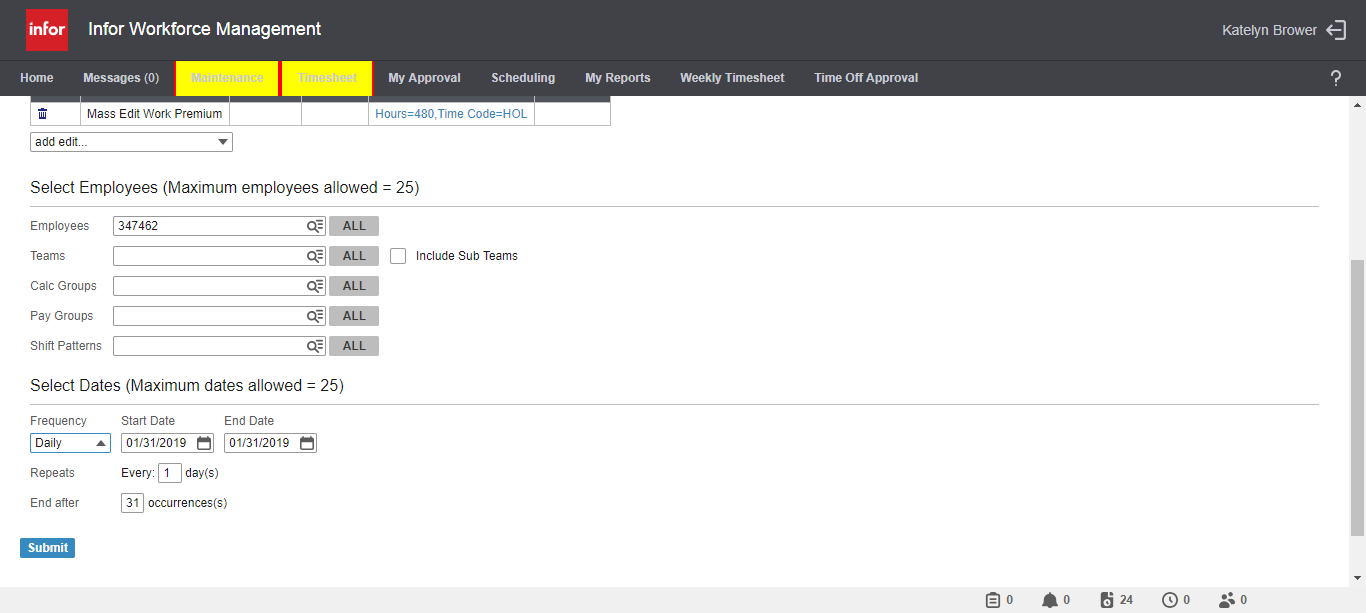 infor Infor Workforce Management Katelyn Brower
Home Messages (0) Maintenance Timesheet My Approval Scheduling My Reports Weekly Timesheet Time Off Approval ?
Mass Edit Work Premium Hours=480,Time Code=HOL
add edit...
Select Employees (Maximum employees allowed = 25)
Employees 347462 ALL
Teams ALL Include Sub Teams
Calc Groups ALL
Pay Groups ALL
Shift Patterns ALL
Select Dates (Maximum dates allowed = 25)
Frequency Start Date End Date
Daily 01/31/2019 01/31/2019
Repeats Every: 1 day(s)
End after 31 occurrences(s)
Submit
0 0 24 0 0